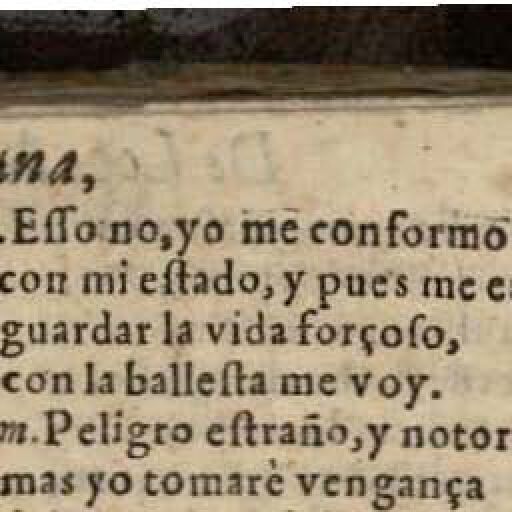 ana,
.Eſſo no, yo me conformo
con mi eſtado, y pues me e
guardar la vida forçoſo,
con la balleſta me voy.
m. Peligro eſtraño, y notor
mas yo tomarè vengança